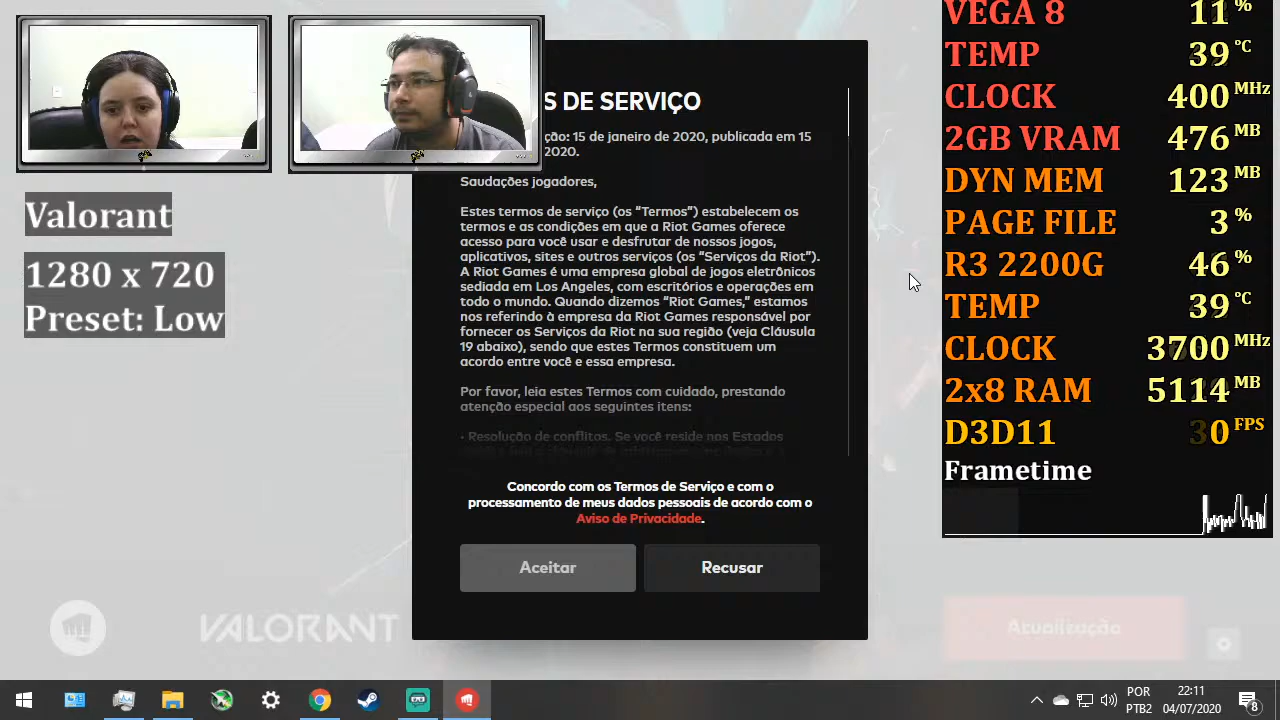 Valorant
1280 x 720
Preset: Low
S DE SERVIÇO
ção: 15 de janeiro de 2020, publicada em 15
2020.
Saudações jogadores,
Estes termos de serviço (os “Termos”) estabelecem os
termos e as condições em que a Riot Games oferece
acesso para você usar e desfrutar de nossos jogos,
aplicativos, sites e outros serviços (os “Serviços da Riot”).
A Riot Games é uma empresa global de jogos eletrônicos
sediada em Los Angeles, com escritórios e operações em
todo o mundo. Quando dizemos “Riot Games,” estamos
nos referindo à empresa da Riot Games responsável por
fornecer os Serviços da Riot na sua região (veja Cláusula
19 abaixo), sendo que estes Termos constituem um
acordo entre você e essa empresa.
Por favor, leia estes Termos com cuidado, prestando
atenção especial aos seguintes itens:
• Resolução de conflitos. Se você reside nos Estados
Concordo com os Termos de Serviço e com o
processamento de meus dados pessoais de acordo com o
Aviso de Privacidade.
Aceitar
Recusar
VALORANT
Atualização
VEGA 8 11 %
TEMP 39 °C
CLOCK 400 MHz
2GB VRAM 476 MB
DYN MEM 123 MB
PAGE FILE 3 %
R3 2200G 46 %
TEMP 39 °C
CLOCK 3700 MHz
2x8 RAM 5114 MB
D3D11 30 FPS
Frametime
POR
PTB2
22:11
04/07/2020
8